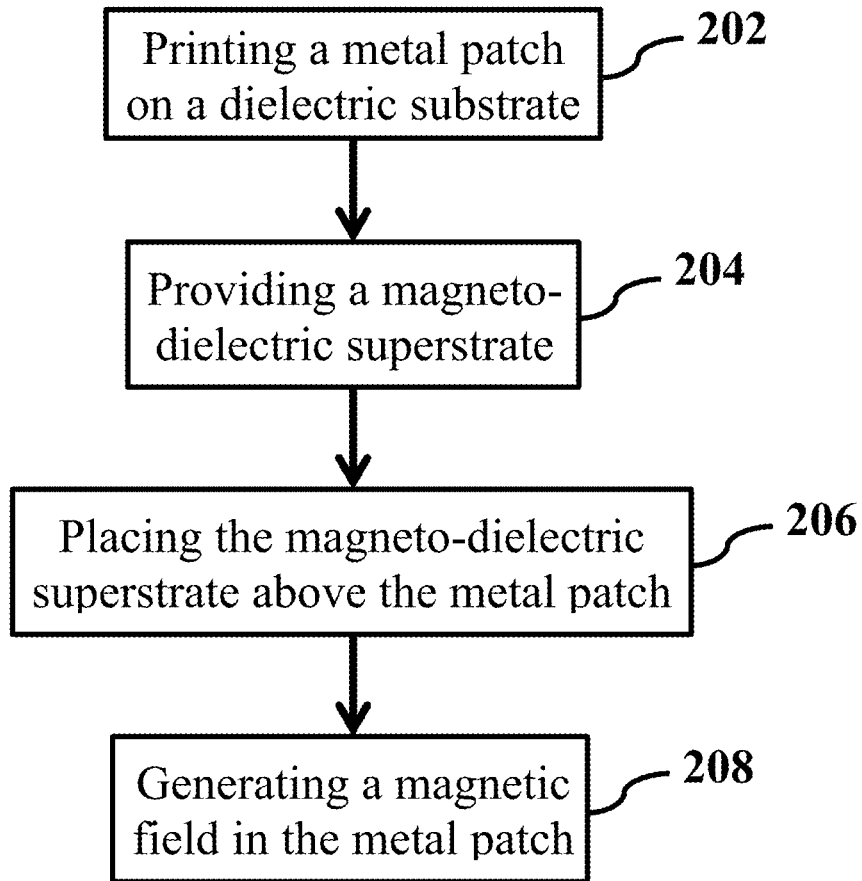 Printing a metal patch
on a dielectric substrate
202
Providing a magneto-
dielectric superstrate
204
Placing the magneto-dielectric
superstrate above the metal patch
206
Generating a magnetic
field in the metal patch
208